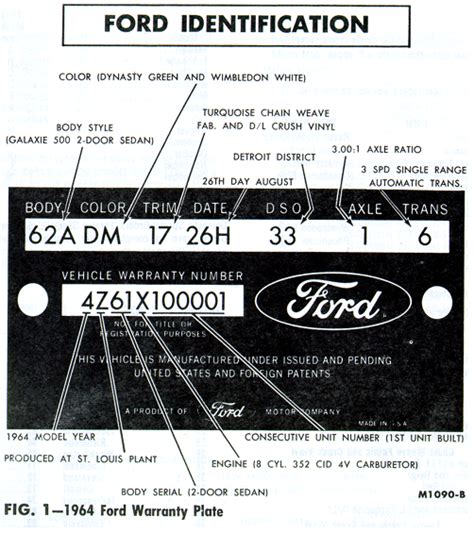 FORD IDENTIFICATION
COLOR (DYNASTY GREEN AND WIMBLEDON WHITE)
TURQUOISE CHAIN WEAVE
FAB. AND D/L CRUSH VINYL
BODY STYLE
(GALAXIE 500 2-DOOR SEDAN)
3.00:1 AXLE RATIO
DETROIT DISTRICT
3 SPD SINGLE RANGE
AUTOMATIC TRANS.
26TH DAY AUGUST
BODY COLOR TRIM DATE D S O AXLE TRANS
62A DM 17 26H 33 1 6
VEHICLE WARRANTY NUMBER
4Z61X100001
Ford
NOT FOR TITLE OR
REGISTRATION PURPOSES
THIS VEHICLE IS MANUFACTURED UNDER ISSUED AND PENDING
UNITED STATES AND FOREIGN PATENTS
A PRODUCT OF Ford MOTOR COMPANY
MADE IN U.S.A.
1964 MODEL YEAR
CONSECUTIVE UNIT NUMBER (1ST UNIT BUILT)
PRODUCED AT ST. LOUIS PLANT
ENGINE (8 CYL. 352 CID 4V CARBURETOR)
BODY SERIAL (2-DOOR SEDAN)
M1090-B
FIG. 1—1964 Ford Warranty Plate